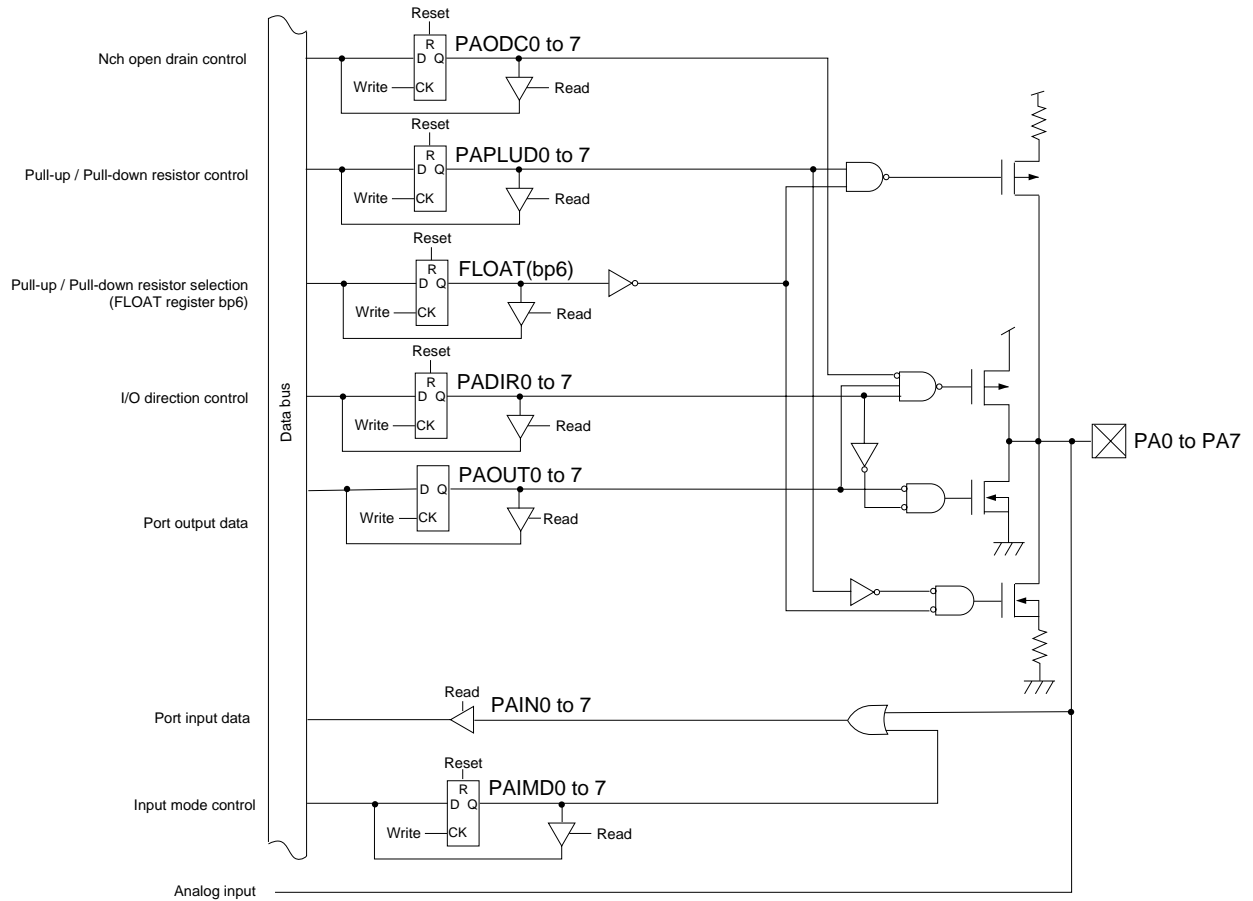 Reset
Nch open drain control
R
D Q
PAODC0 to 7
Write
CK
Read
Reset
Pull-up / Pull-down resistor control
R
D Q
PAPLUD0 to 7
Write
CK
Read
Reset
Pull-up / Pull-down resistor selection
(FLOAT register bp6)
R
D Q
FLOAT(bp6)
Write
CK
Read
Reset
I/O direction control
R
D Q
PADIR0 to 7
Write
CK
Read
Data bus
PA0 to PA7
Port output data
D Q
PAOUT0 to 7
Write
CK
Read
Port input data
Read
PAIN0 to 7
Reset
Input mode control
R
D Q
PAIMD0 to 7
Write
CK
Read
Analog input